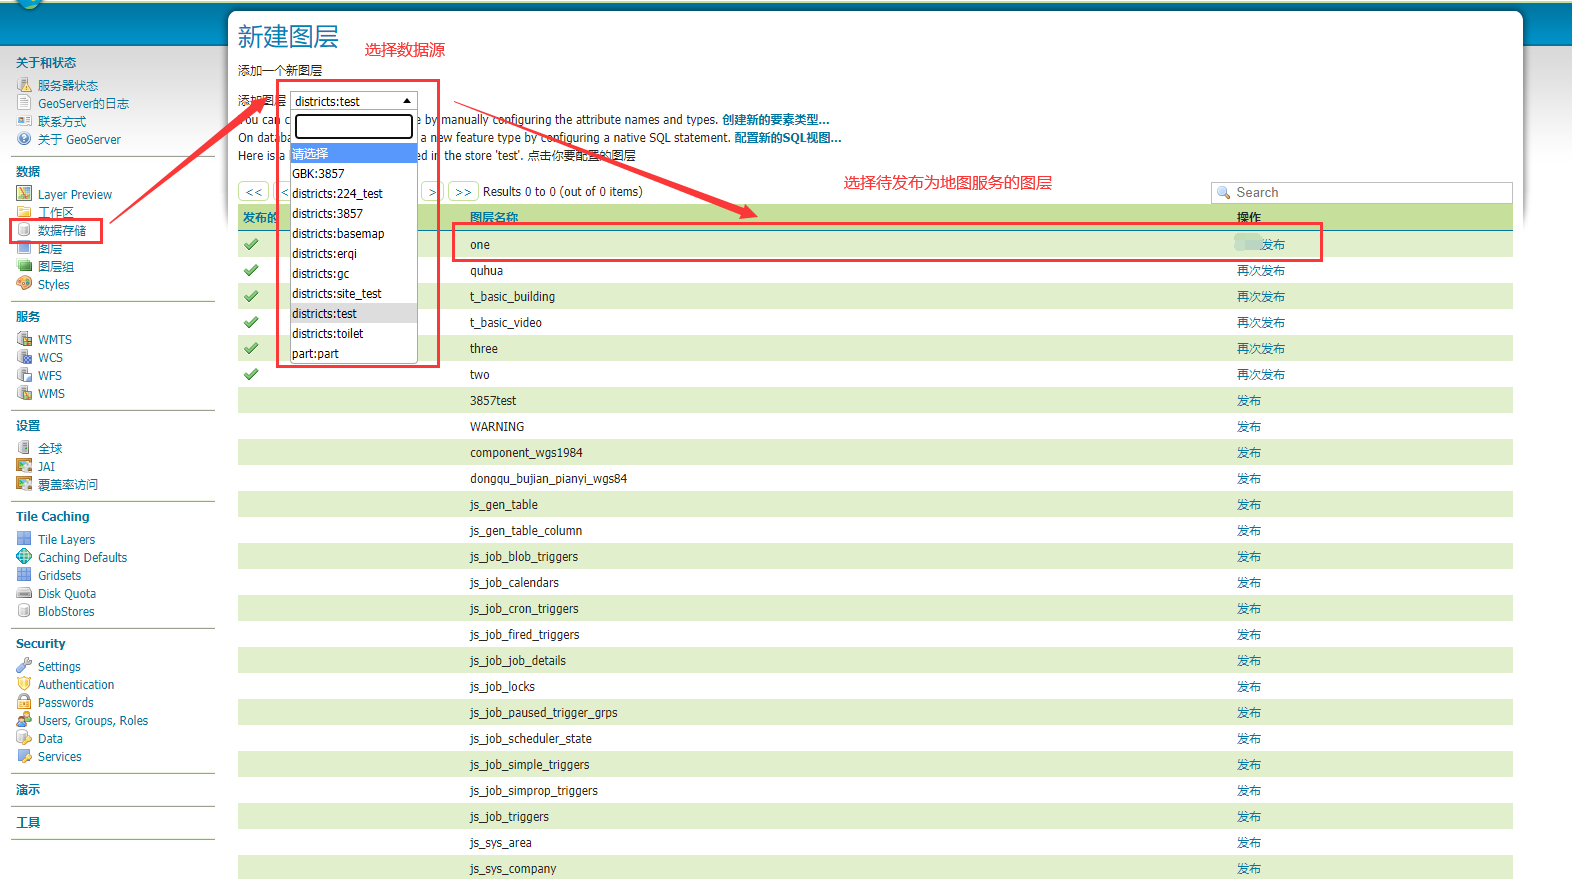 新建图层
选择数据源
添加一个新图层
添加图层
districts:test
You can c
e by manually configuring the attribute names and types. 创建新的要素类型...
On databa
a new feature type by configuring a native SQL statement. 配置新的SQL视图...
Here is a
ed in the store 'test'. 点击你要配置的图层
请选择
GBK:3857
districts:224_test
districts:3857
districts:basemap
districts:erqi
districts:gc
districts:site_test
districts:test
districts:toilet
part:part
<< < > >> Results 0 to 0 (out of 0 items)
选择待发布为地图服务的图层
Search
发布的 图层名称 操作
one 发布
quhua 再次发布
t_basic_building 再次发布
t_basic_video 再次发布
three 再次发布
two 再次发布
3857test 发布
WARNING 发布
component_wgs1984 发布
dongqu_bujian_pianyi_wgs84 发布
js_gen_table 发布
js_gen_table_column 发布
js_job_blob_triggers 发布
js_job_calendars 发布
js_job_cron_triggers 发布
js_job_fired_triggers 发布
js_job_job_details 发布
js_job_locks 发布
js_job_paused_trigger_grps 发布
js_job_scheduler_state 发布
js_job_simple_triggers 发布
js_job_simprop_triggers 发布
js_job_triggers 发布
js_sys_area 发布
js_sys_company 发布
关于和状态
服务器状态
GeoServer的日志
联系方式
关于 GeoServer
数据
Layer Preview
工作区
数据存储
图层
图层组
Styles
服务
WMTS
WCS
WFS
WMS
设置
全球
JAI
覆盖率访问
Tile Caching
Tile Layers
Caching Defaults
Gridsets
Disk Quota
BlobStores
Security
Settings
Authentication
Passwords
Users, Groups, Roles
Data
Services
演示
工具